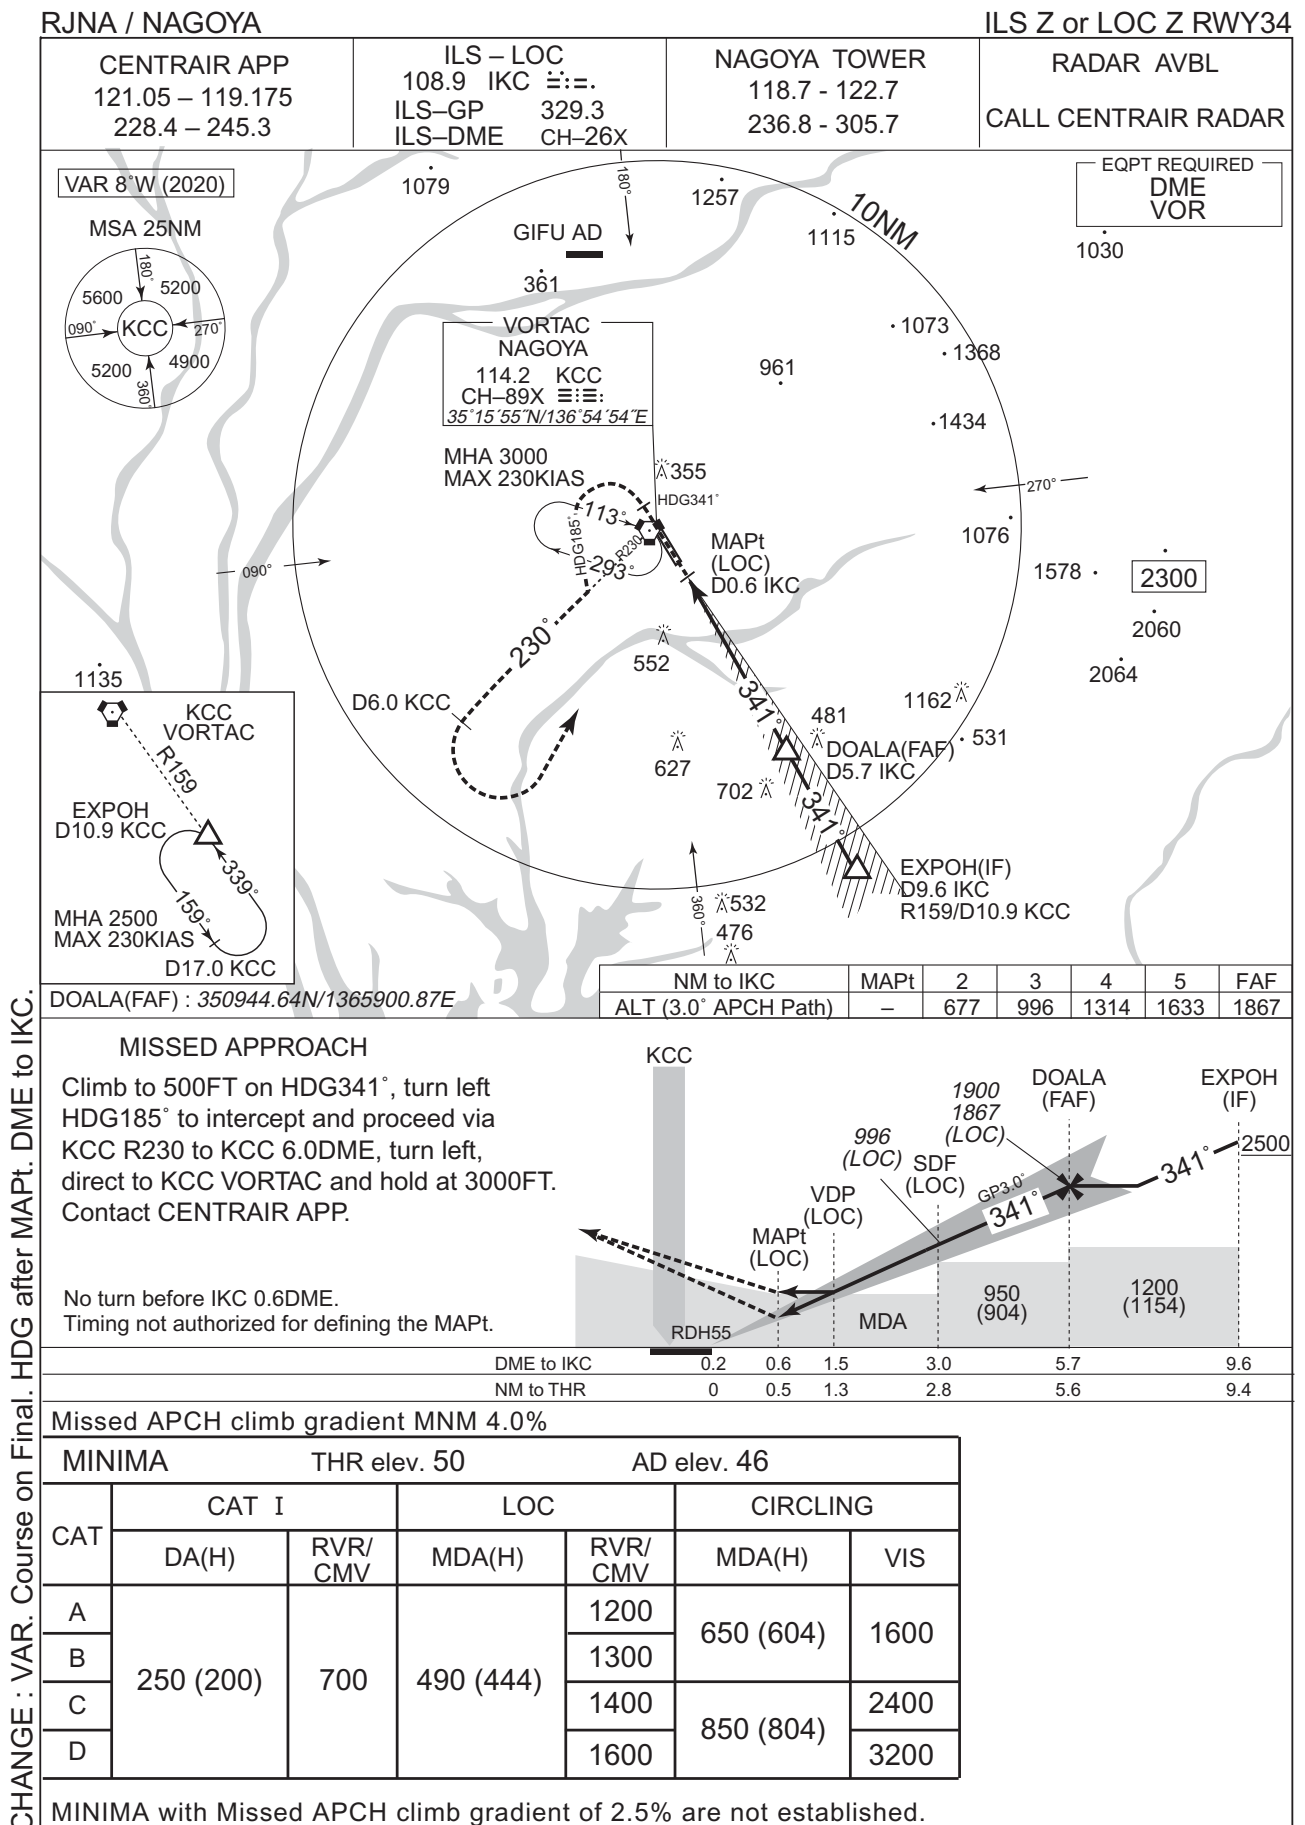 RJNA / NAGOYA
ILS Z or LOC Z RWY34
CENTRAIR APP
121.05 – 119.175
228.4 – 245.3
ILS – LOC
108.9 IKC
ILS–GP 329.3
ILS–DME CH–26X
NAGOYA TOWER
118.7 - 122.7
236.8 - 305.7
RADAR AVBL
CALL CENTRAIR RADAR
VAR 8°W (2020)
MSA 25NM
180°
5600
5200
090°
KCC
270°
5200
4900
360°
1079
180°
1257
10NM
1115
EQPT REQUIRED
DME
VOR
1030
GIFU AD
361
VORTAC
NAGOYA
114.2 KCC
CH–89X
35°15´55˝N/136°54´54˝E
1073
1368
961
1434
MHA 3000
MAX 230KIAS
355
HDG341°
270°
113°
HDG185°
R230
293°
1076
MAPt
(LOC)
D0.6 IKC
090°
1578
2300
2060
2064
230°
552
1135
D6.0 KCC
341°
1162
481
531
DOALA(FAF)
D5.7 IKC
627
702
341°
KCC
VORTAC
R159
EXPOH
D10.9 KCC
339°
159°
MHA 2500
MAX 230KIAS
D17.0 KCC
EXPOH(IF)
D9.6 IKC
R159/D10.9 KCC
360°
532
476
DOALA(FAF) : 350944.64N/1365900.87E
NM to IKC MAPt 2 3 4 5 FAF
ALT (3.0° APCH Path) – 677 996 1314 1633 1867
MISSED APPROACH
Climb to 500FT on HDG341°, turn left
HDG185° to intercept and proceed via
KCC R230 to KCC 6.0DME, turn left,
direct to KCC VORTAC and hold at 3000FT.
Contact CENTRAIR APP.
No turn before IKC 0.6DME.
Timing not authorized for defining the MAPt.
KCC
DOALA
(FAF)
EXPOH
(IF)
1900
1867
(LOC)
996
(LOC)
SDF
(LOC)
VDP
(LOC)
MAPt
(LOC)
GP3.0°
341°
341°
2500
950
(904)
1200
(1154)
MDA
RDH55
DME to IKC 0.2 0.6 1.5 3.0 5.7 9.6
NM to THR 0 0.5 1.3 2.8 5.6 9.4
Missed APCH climb gradient MNM 4.0%
MINIMA THR elev. 50 AD elev. 46
CAT CAT I LOC CIRCLING
DA(H) RVR/CMV MDA(H) RVR/CMV MDA(H) VIS
A 250 (200) 700 490 (444) 1200 650 (604) 1600
B 1300
C 1400 850 (804) 2400
D 1600 3200
MINIMA with Missed APCH climb gradient of 2.5% are not established.
CHANGE : VAR. Course on Final. HDG after MAPt. DME to IKC.